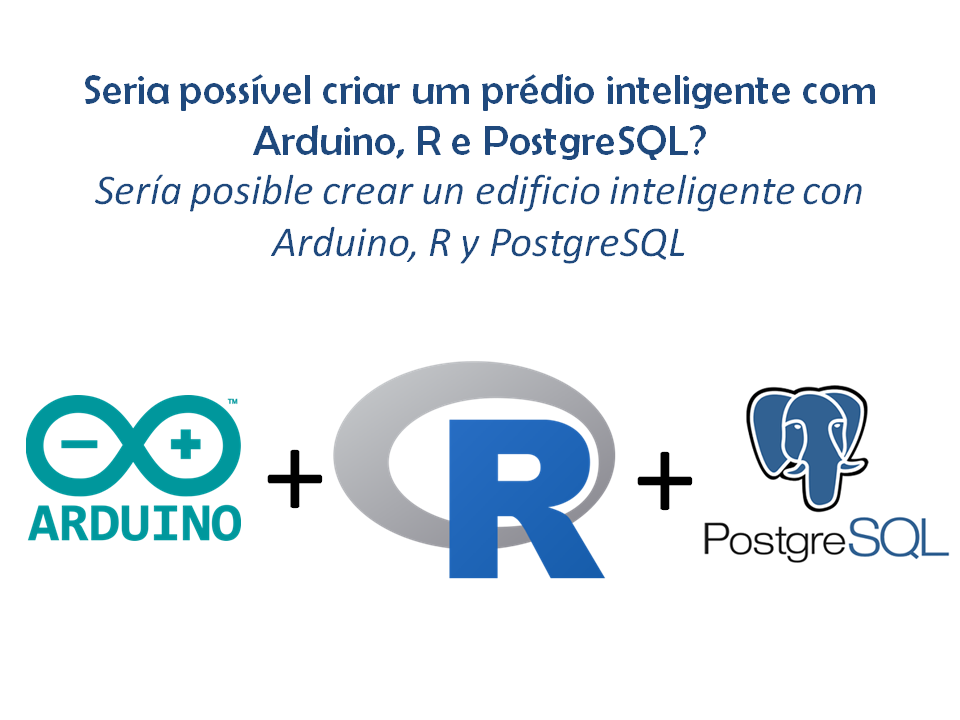 Seria possível criar um prédio inteligente com
Arduino, R e PostgreSQL?
Sería posible crear un edificio inteligente con
Arduino, R y PostgreSQL
ARDUINO ™
+
R
+
PostgreSQL